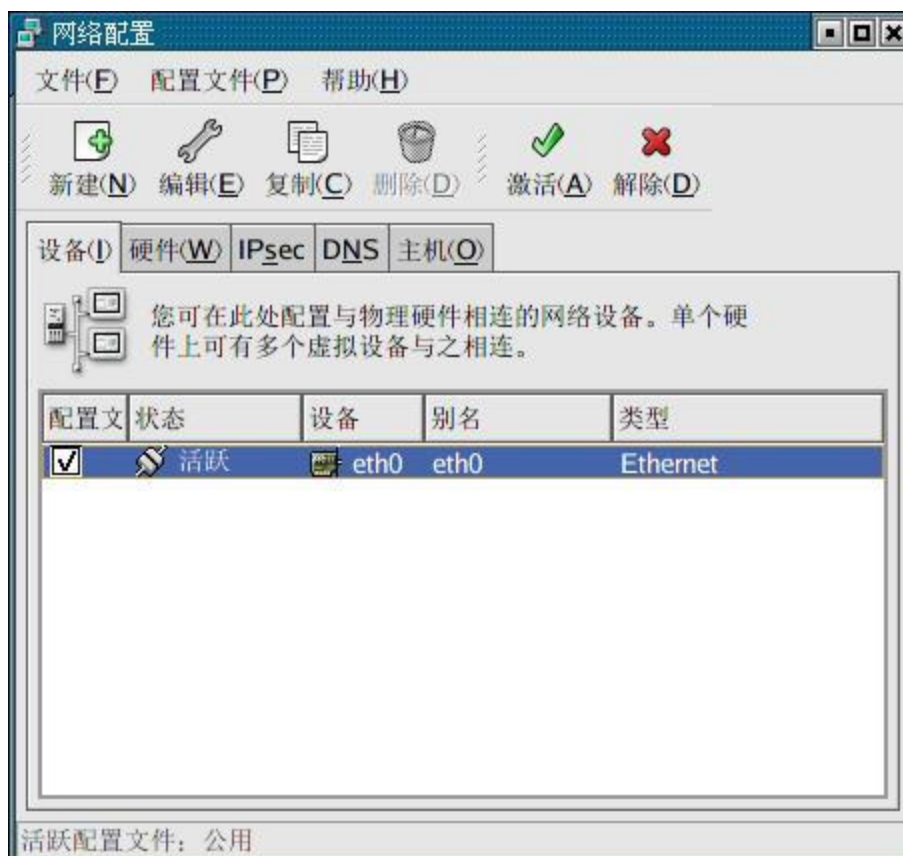 网络配置
文件(F) 配置文件(P) 帮助(H)
新建(N) 编辑(E) 复制(C) 删除(D) 激活(A) 解除(D)
设备(I) 硬件(W) IPsec DNS 主机(O)
您可在此处配置与物理硬件相连的网络设备。单个硬
件上可有多个虚拟设备与之相连。
配置文 状态 设备 别名 类型
活跃 eth0 eth0 Ethernet
活跃配置文件：公用